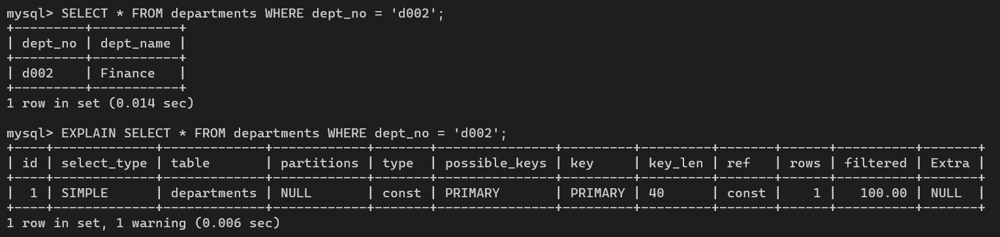 mysql> SELECT * FROM departments WHERE dept_no = 'd002';
+---------+-----------+
| dept_no | dept_name |
+---------+-----------+
| d002    | Finance   |
+---------+-----------+
1 row in set (0.014 sec)

mysql> EXPLAIN SELECT * FROM departments WHERE dept_no = 'd002';
+----+-------------+-------------+------------+-------+---------------+---------+---------+-------+------+----------+-------+
| id | select_type | table       | partitions | type  | possible_keys | key     | key_len | ref   | rows | filtered | Extra |
+----+-------------+-------------+------------+-------+---------------+---------+---------+-------+------+----------+-------+
|  1 | SIMPLE      | departments | NULL       | const | PRIMARY       | PRIMARY | 40      | const |    1 |   100.00 | NULL  |
+----+-------------+-------------+------------+-------+---------------+---------+---------+-------+------+----------+-------+
1 row in set, 1 warning (0.006 sec)